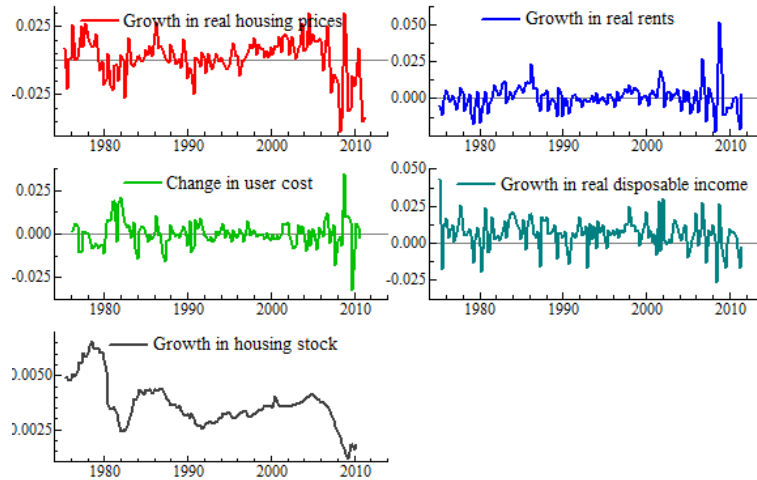 Growth in real housing prices
0.025
-0.025
1980 1990 2000 2010
Growth in real rents
0.050
0.025
0.000
1980 1990 2000 2010
Change in user cost
0.025
0.000
-0.025
1980 1990 2000 2010
Growth in real disposable income
0.050
0.025
0.000
-0.025
1980 1990 2000 2010
Growth in housing stock
0.0050
0.0025
1980 1990 2000 2010